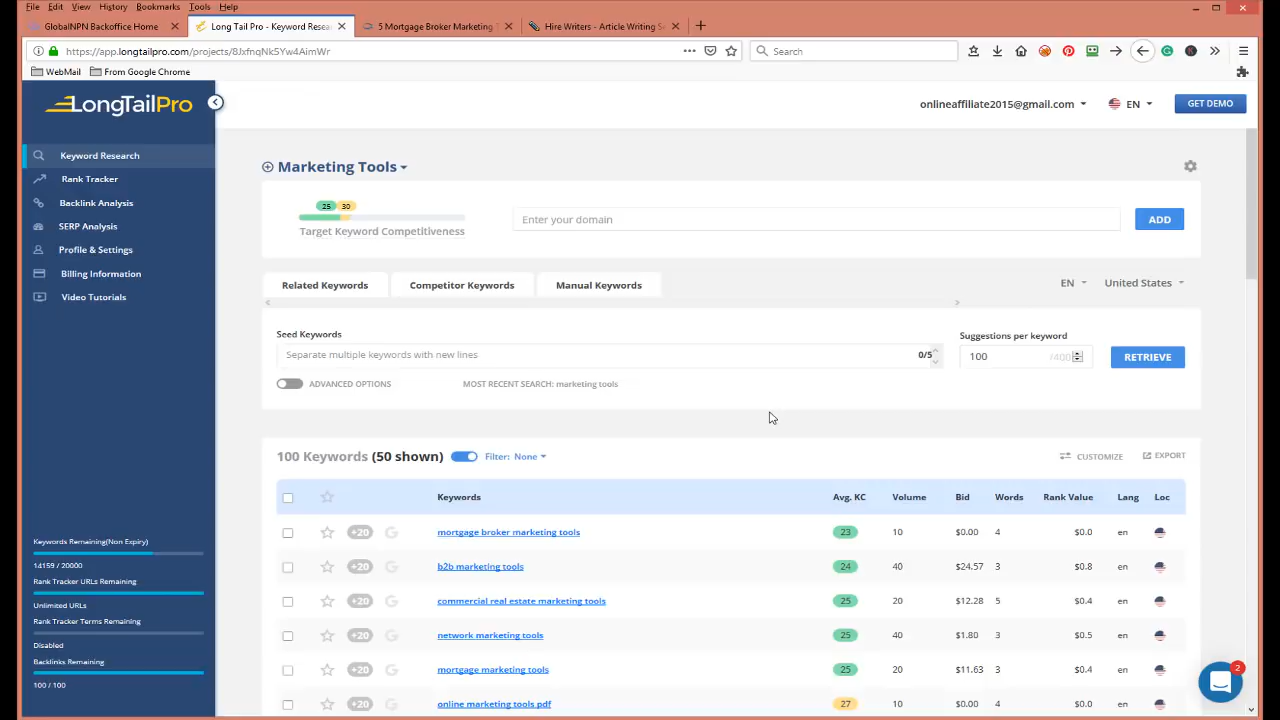 File Edit View History Bookmarks Tools Help
GlobalNPN Backoffice Home
Long Tail Pro - Keyword Resea
5 Mortgage Broker Marketing T
Hire Writers - Article Writing Se
https://app.longtailpro.com/projects/8JxfnqNk5Yw4AimWr
Search
WebMail
From Google Chrome
LongTailPro
onlineaffiliate2015@gmail.com
EN
GET DEMO
Keyword Research
Rank Tracker
Backlink Analysis
SERP Analysis
Profile & Settings
Billing Information
Video Tutorials
Marketing Tools
25 30
Target Keyword Competitiveness
Enter your domain
ADD
Related Keywords
Competitor Keywords
Manual Keywords
EN
United States
Seed Keywords
Suggestions per keyword
Separate multiple keywords with new lines
0/5
100
/400
RETRIEVE
ADVANCED OPTIONS
MOST RECENT SEARCH: marketing tools
100 Keywords (50 shown)
Filter: None
CUSTOMIZE
EXPORT
Keywords Avg. KC Volume Bid Words Rank Value Lang Loc
+20 mortgage broker marketing tools 23 10 $0.00 4 $0.0 en
+20 b2b marketing tools 24 40 $24.57 3 $0.8 en
+20 commercial real estate marketing tools 25 20 $12.28 5 $0.4 en
+20 network marketing tools 25 40 $1.80 3 $0.5 en
+20 mortgage marketing tools 25 20 $11.63 3 $0.4 en
+20 online marketing tools pdf 27 10 $0.00 4 $0.0 en
Keywords Remaining(Non Expiry)
14159 / 20000
Rank Tracker URLs Remaining
Unlimited URLs
Rank Tracker Terms Remaining
Disabled
Backlinks Remaining
100 / 100
2